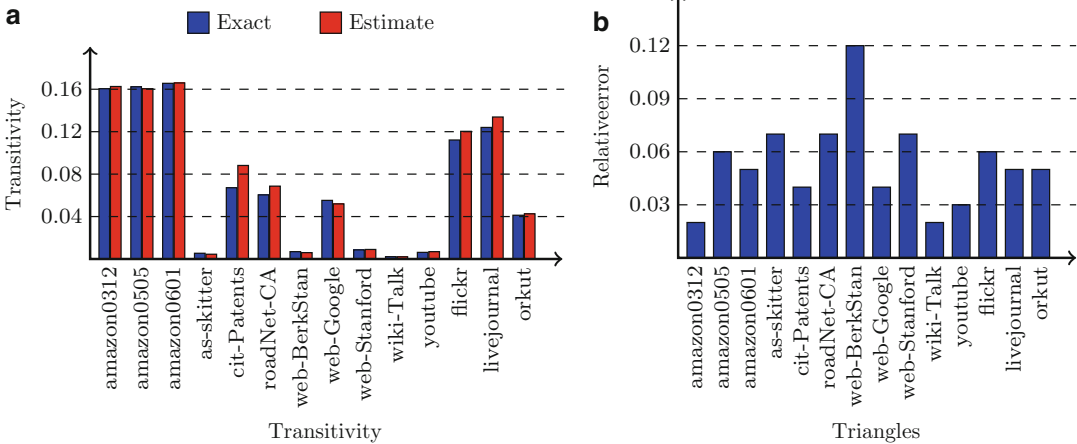 a
Exact
Estimate
Transitivity
0.16
0.12
0.08
0.04
amazon0312
amazon0505
amazon0601
as-skitter
cit-Patents
roadNet-CA
web-BerkStan
web-Google
web-Stanford
wiki-Talk
youtube
flickr
livejournal
orkut
Transitivity
b
Relativeerror
0.12
0.09
0.06
0.03
amazon0312
amazon0505
amazon0601
as-skitter
cit-Patents
roadNet-CA
web-BerkStan
web-Google
web-Stanford
wiki-Talk
youtube
flickr
livejournal
orkut
Triangles